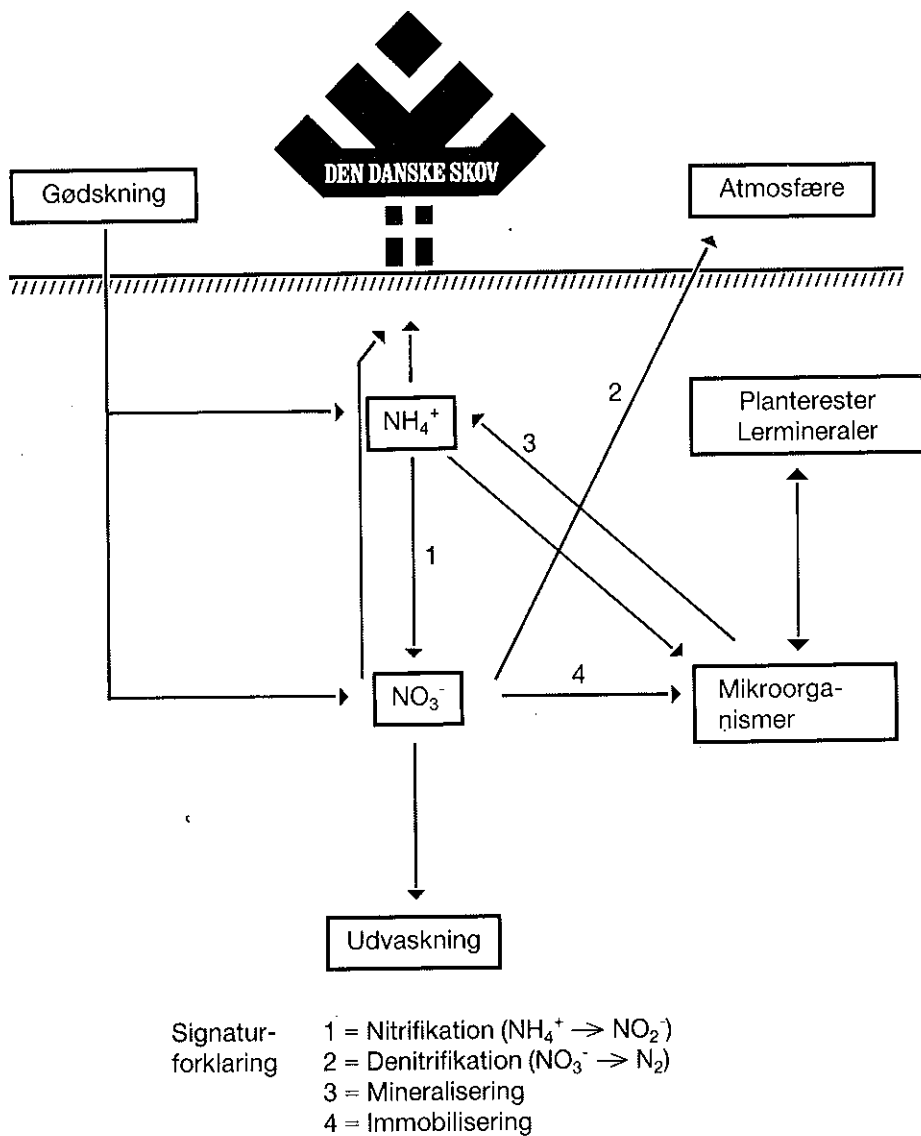 DEN DANSKE SKOV
Gødskning
Atmosfære
NH₄⁺
2
3
Planterester
Lermineraler
1
NO₃⁻
4
Mikroorga-
nismer
Udvaskning
Signatur-
forklaring
1 = Nitrifikation (NH₄⁺ → NO₂⁻)
2 = Denitrifikation (NO₃⁻ → N₂)
3 = Mineralisering
4 = Immobilisering